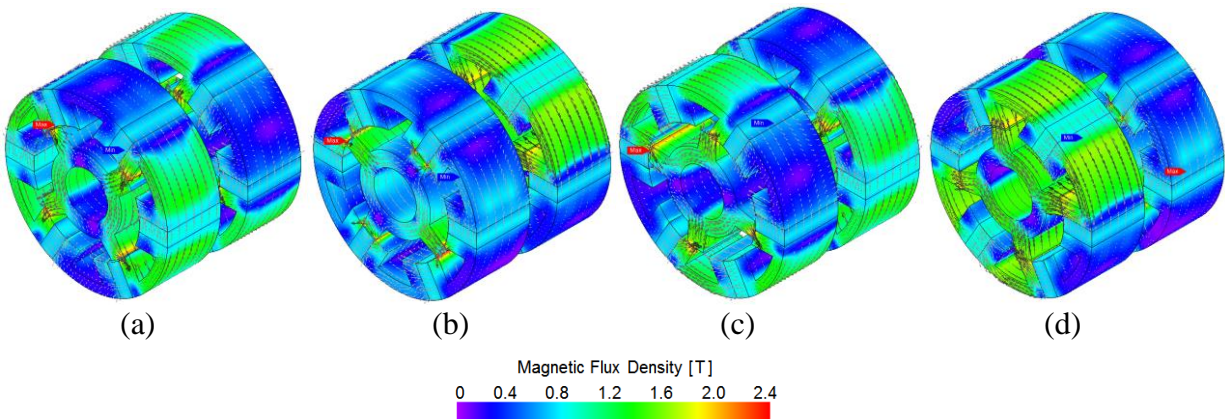 Max Min Max Min Max Min Min Max
(a) (b) (c) (d)
Magnetic Flux Density [T]
0 0.4 0.8 1.2 1.6 2.0 2.4